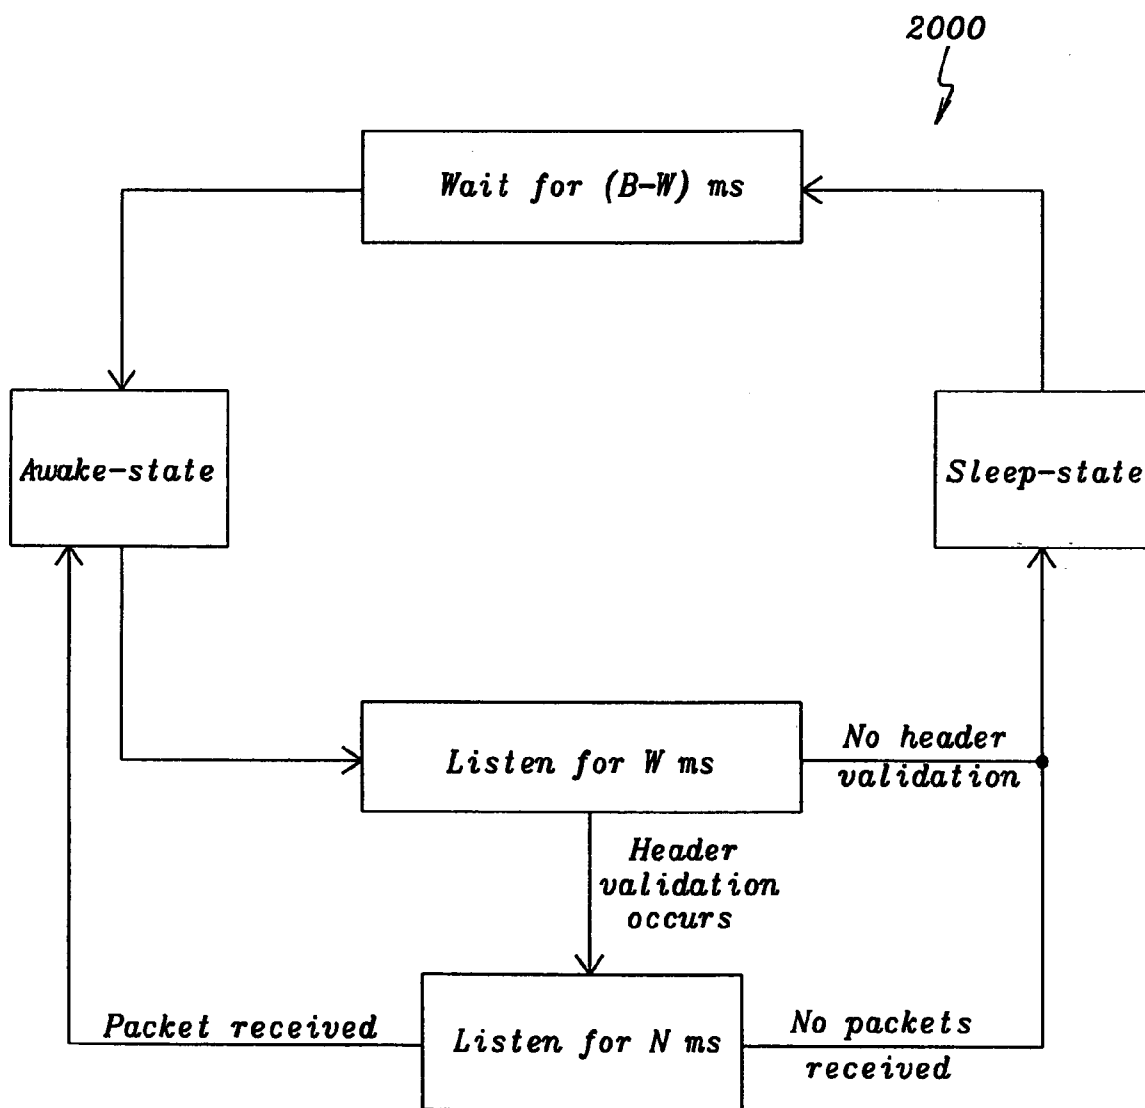 2000
Wait for (B-W) ms
Awake-state
Sleep-state
Listen for W ms
No header
validation
Header
validation
occurs
Packet received
Listen for N ms
No packets
received